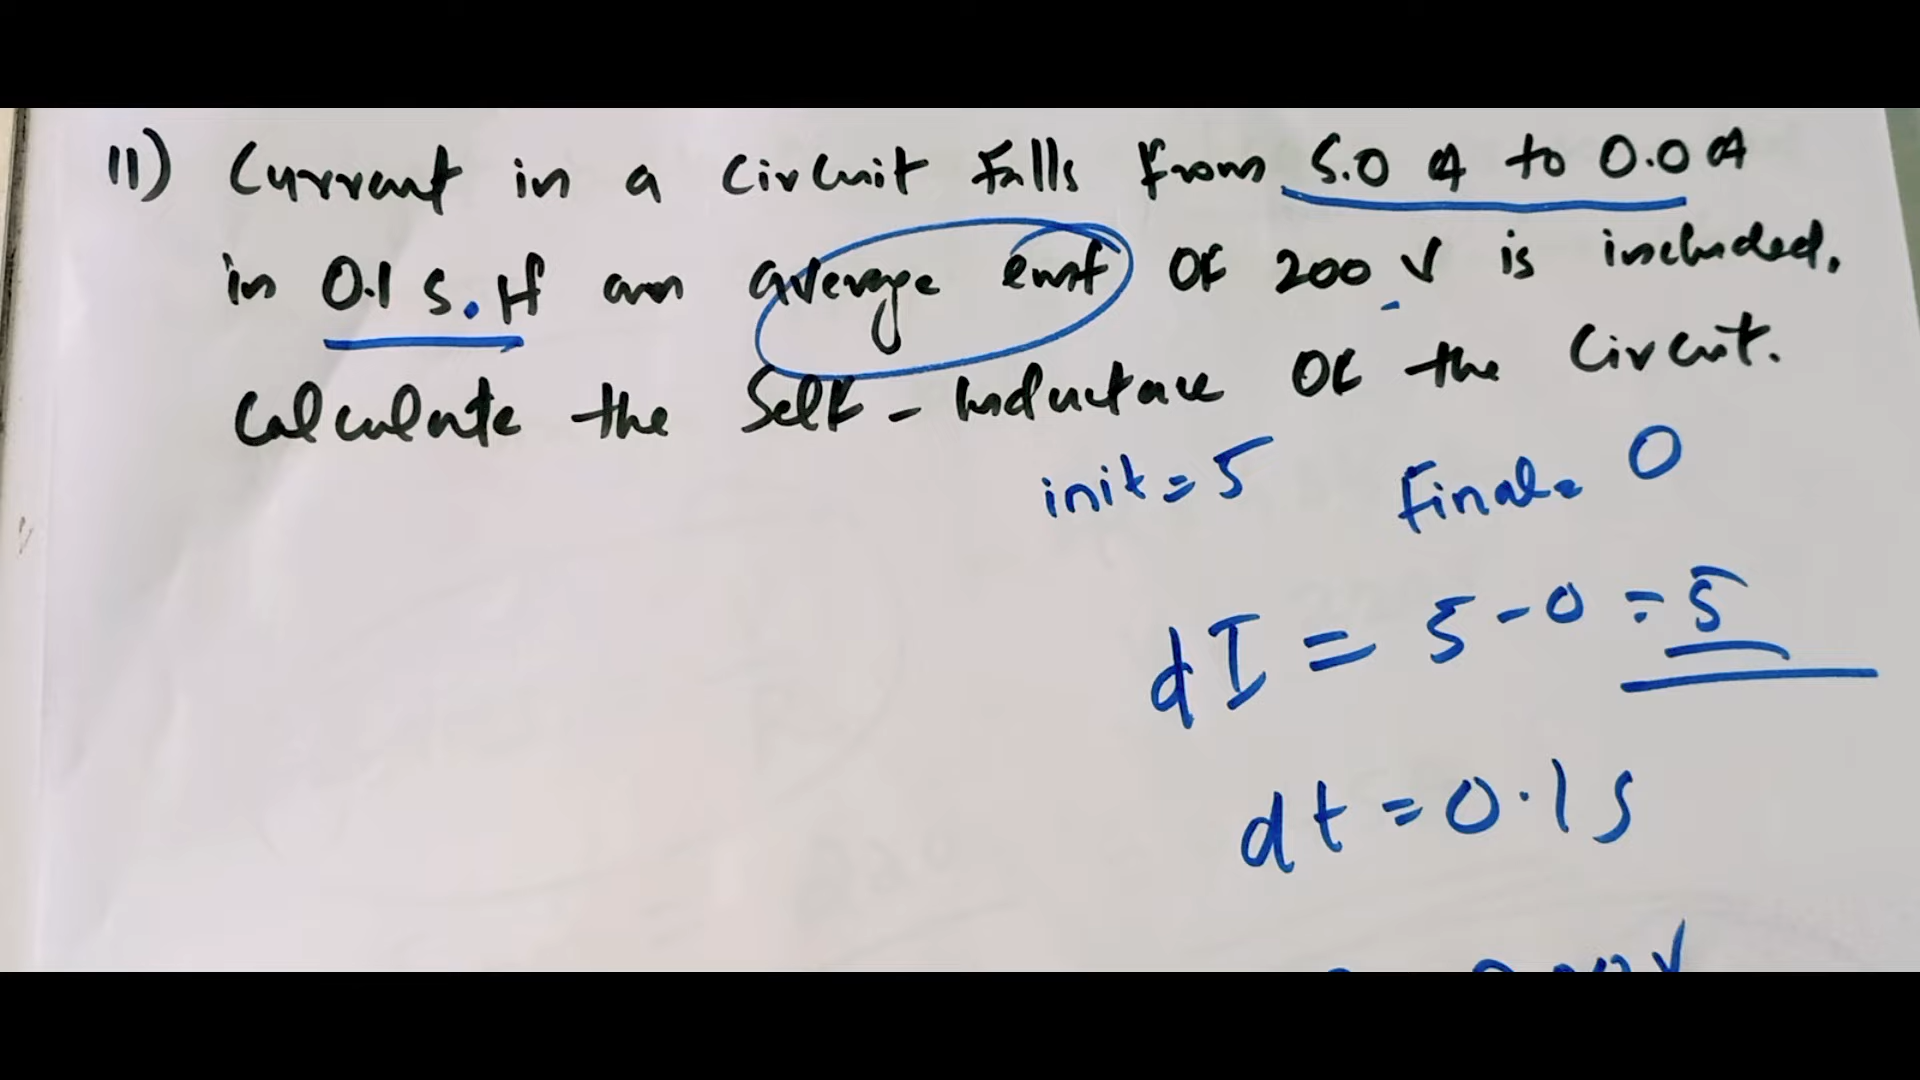 11) Current in a Circuit falls from 5.0 A to 0.0 A
in 0.1 s. If an average emf of 200 V is included.
Calculate the Self - Inductace of the Circut.
init = 5 Final = 0
dI = 5 - 0 = 5
dt = 0.1 s